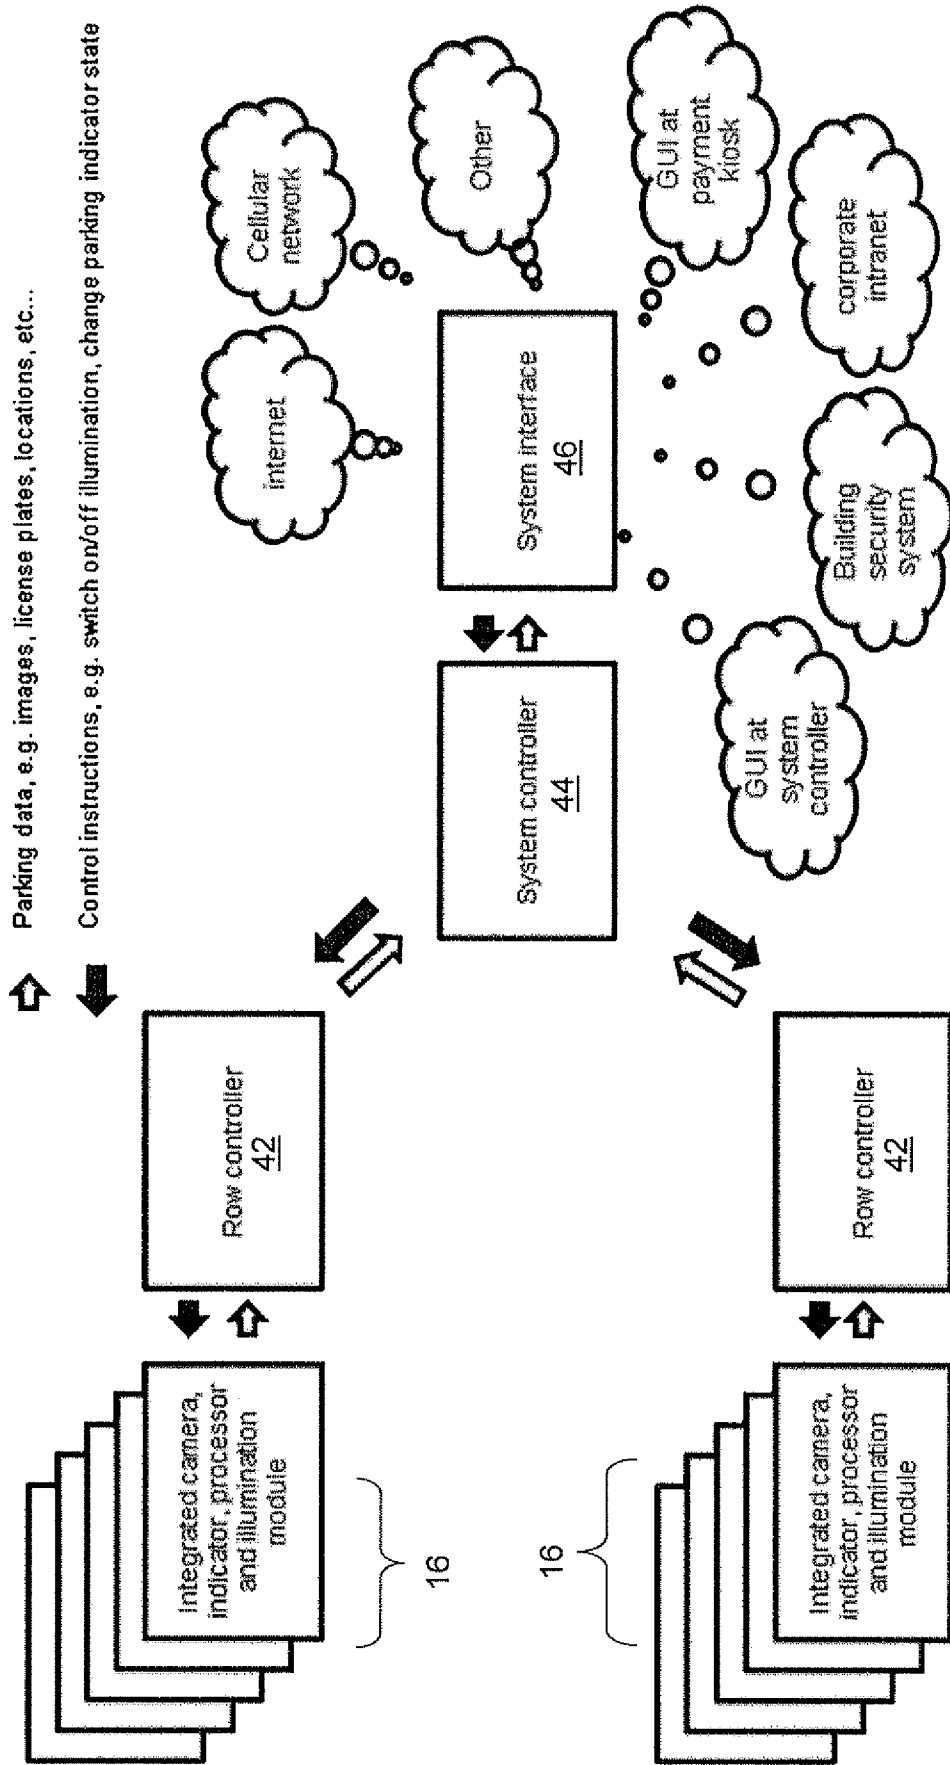 Parking data, e.g. images, license plates, locations, etc...
Control instructions, e.g. switch on/off illumination, change parking indicator state
Integrated camera,
indicator, processor
and illumination
module
16
Row controller
42
internet
Cellular
network
System controller
44
System interface
46
Other
16
Integrated camera,
indicator, processor
and illumination
module
Row controller
42
GUI at
system
controller
Building
security
system
corporate
intranet
GUI at
payment
kiosk